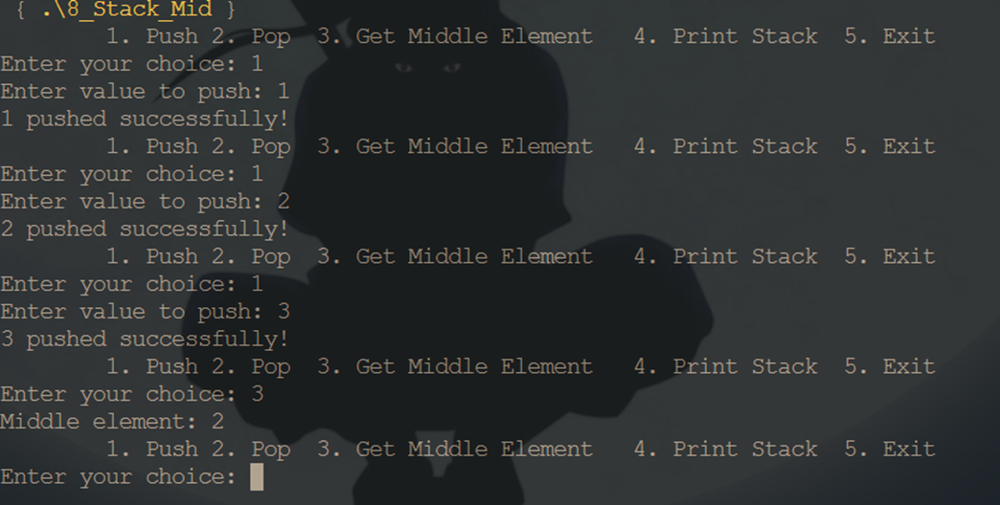 { .\8_Stack_Mid }
1. Push 2. Pop 3. Get Middle Element 4. Print Stack 5. Exit
Enter your choice: 1
Enter value to push: 1
1 pushed successfully!
1. Push 2. Pop 3. Get Middle Element 4. Print Stack 5. Exit
Enter your choice: 1
Enter value to push: 2
2 pushed successfully!
1. Push 2. Pop 3. Get Middle Element 4. Print Stack 5. Exit
Enter your choice: 1
Enter value to push: 3
3 pushed successfully!
1. Push 2. Pop 3. Get Middle Element 4. Print Stack 5. Exit
Enter your choice: 3
Middle element: 2
1. Push 2. Pop 3. Get Middle Element 4. Print Stack 5. Exit
Enter your choice: